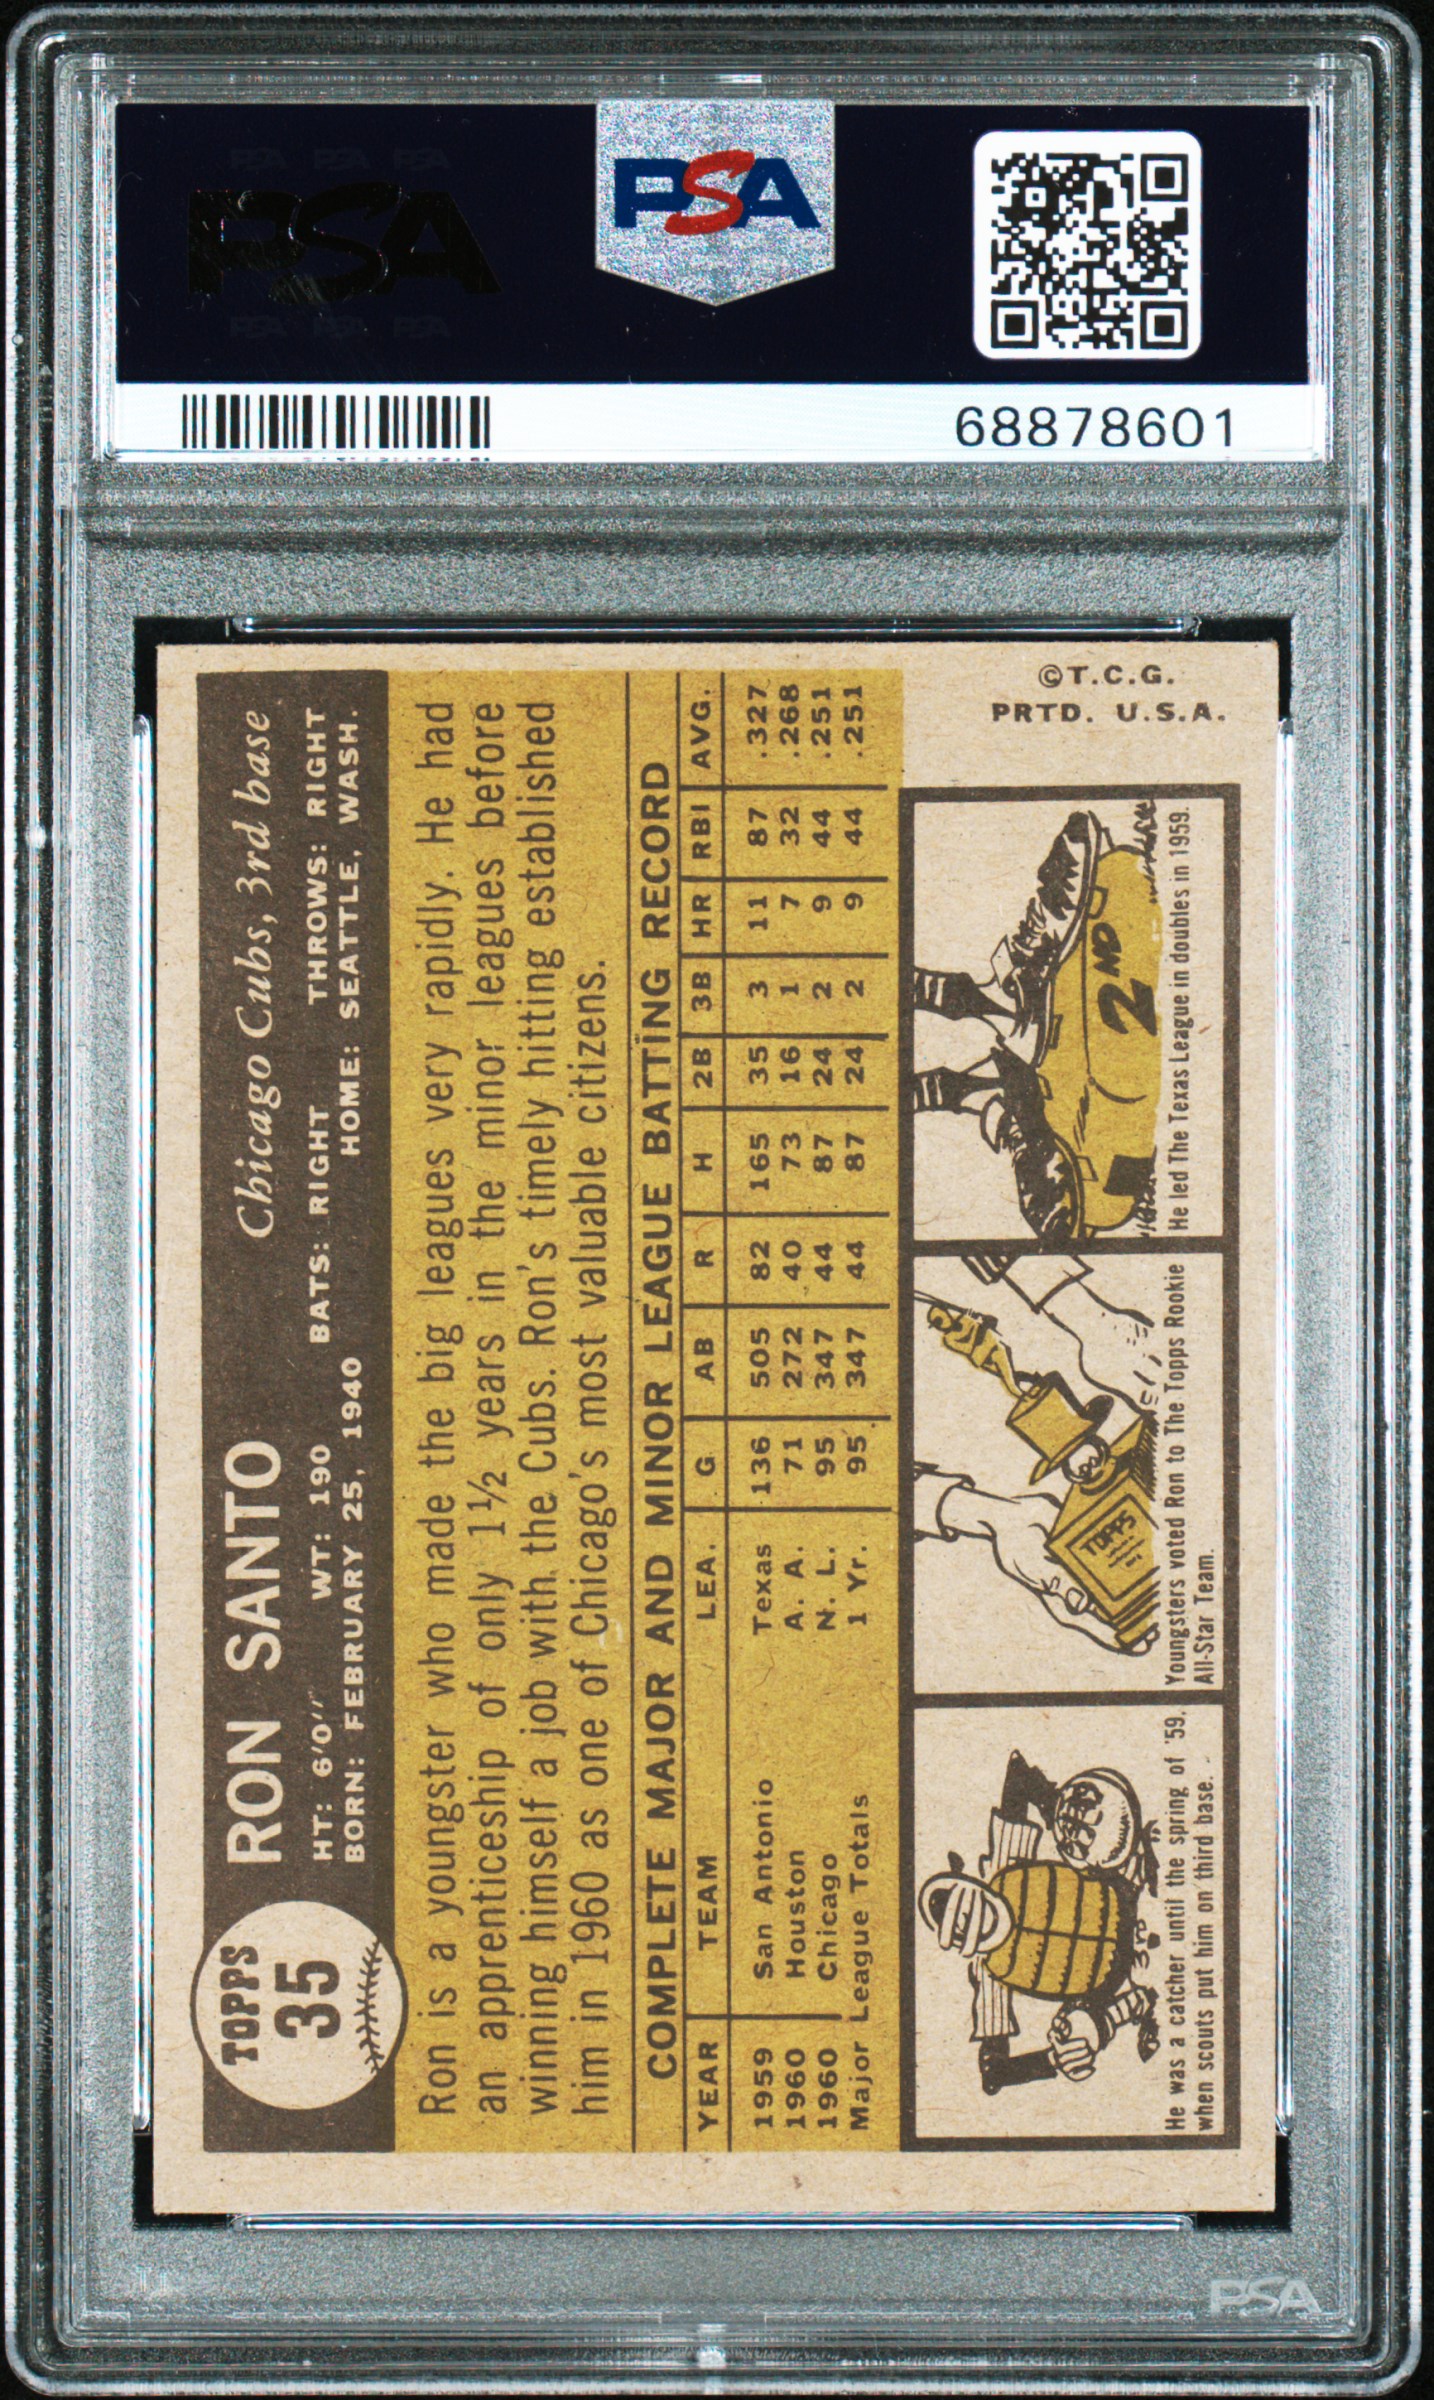 PSA PSA PSA
PSA
PSA PSA PSA
PSA
68878601
TOPPS
35
RON SANTO
Chicago Cubs, 3rd base
HT: 6'0" WT: 190 BATS: RIGHT THROWS: RIGHT
BORN: FEBRUARY 25, 1940 HOME: SEATTLE, WASH.
Ron is a youngster who made the big leagues very rapidly. He had
an apprenticeship of only 1½ years in the minor leagues before
winning himself a job with the Cubs. Ron's timely hitting established
him in 1960 as one of Chicago's most valuable citizens.
COMPLETE MAJOR AND MINOR LEAGUE BATTING RECORD
YEAR TEAM LEA. G AB R H 2B 3B HR RBI AVG.
1959 San Antonio Texas 136 505 82 165 35 3 11 87 .327
1960 Houston A. A. 71 272 40 73 16 1 7 32 .268
1960 Chicago N. L. 95 347 44 87 24 2 9 44 .251
Major League Totals 1 Yr. 95 347 44 87 24 2 9 44 .251
3rd
He was a catcher until the spring of '59.
when scouts put him on third base.
TOPPS
Youngsters voted Ron to The Topps Rookie
All-Star Team.
2ND
He led The Texas League in doubles in 1959.
©T.C.G.
PRTD. U.S.A.
PSA